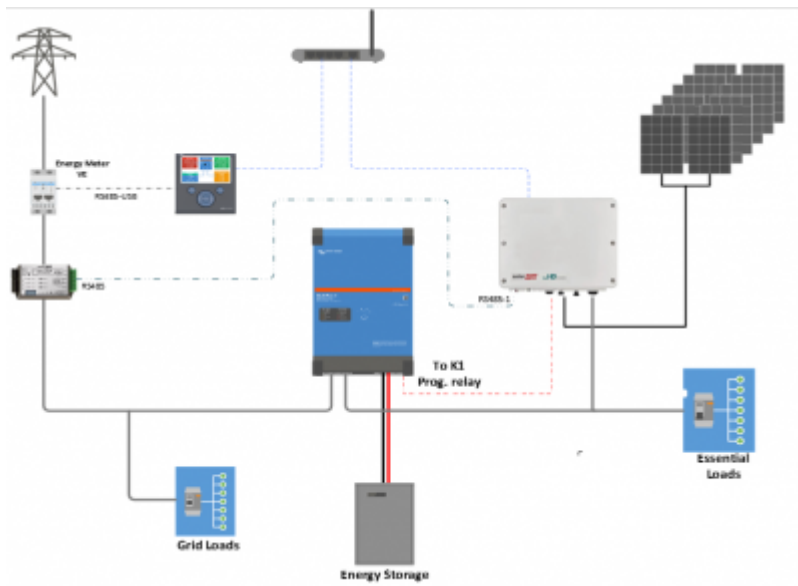 Energy Meter
VE
RS485-USB
RS485
RS485-1
To K1
Prog. relay
Essential
Loads
Grid Loads
Energy Storage